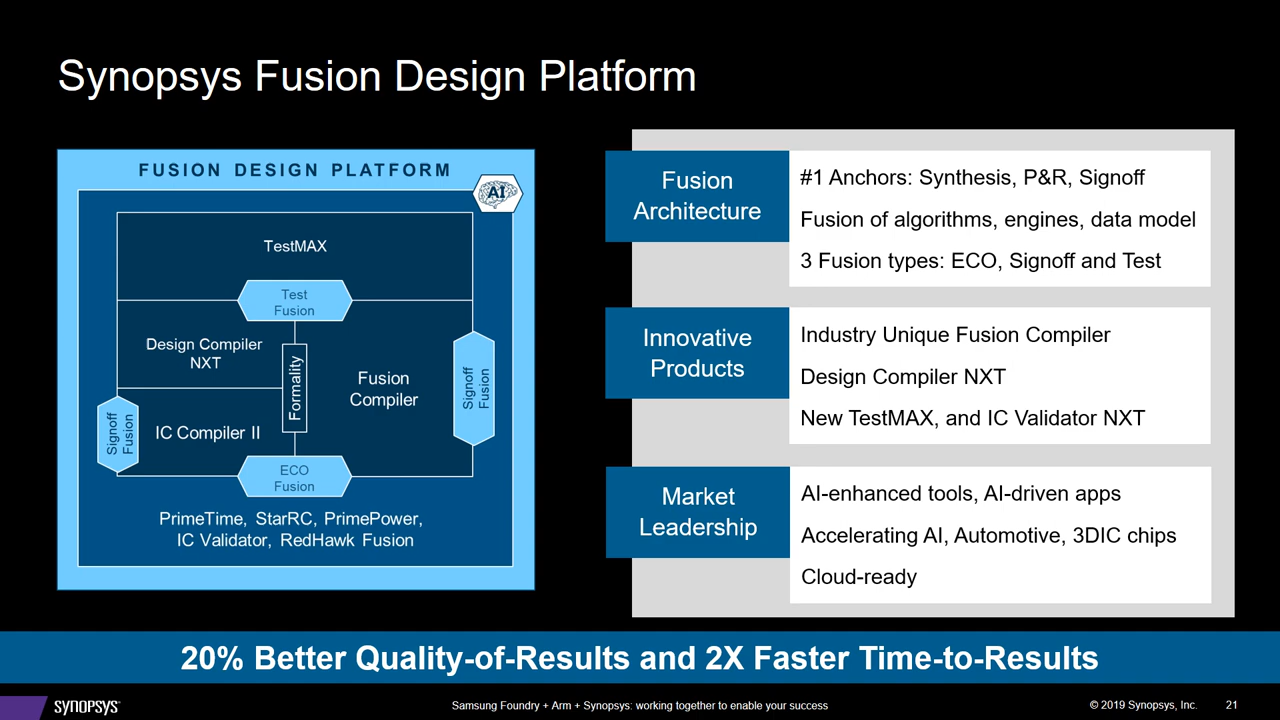 Synopsys Fusion Design Platform
FUSION DESIGN PLATFORM
AI
TestMAX
Test
Fusion
Design Compiler
NXT
Formality
Fusion
Compiler
Signoff
Fusion
Signoff
Fusion
IC Compiler II
ECO
Fusion
PrimeTime, StarRC, PrimePower,
IC Validator, RedHawk Fusion
Fusion
Architecture
#1 Anchors: Synthesis, P&R, Signoff
Fusion of algorithms, engines, data model
3 Fusion types: ECO, Signoff and Test
Innovative
Products
Industry Unique Fusion Compiler
Design Compiler NXT
New TestMAX, and IC Validator NXT
Market
Leadership
AI-enhanced tools, AI-driven apps
Accelerating AI, Automotive, 3DIC chips
Cloud-ready
20% Better Quality-of-Results and 2X Faster Time-to-Results
SYNOPSYS
Samsung Foundry + Arm + Synopsys: working together to enable your success
© 2019 Synopsys, Inc.
21